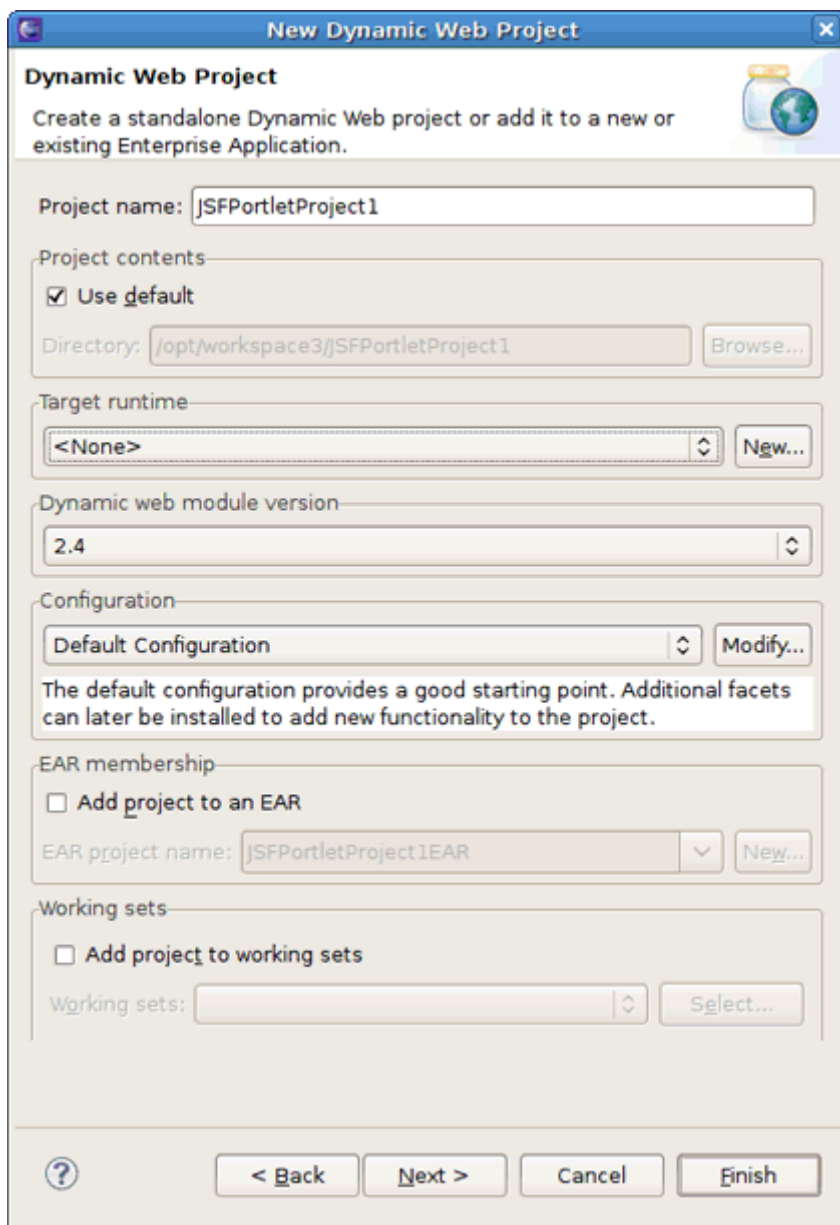 New Dynamic Web Project
Dynamic Web Project
Create a standalone Dynamic Web project or add it to a new or
existing Enterprise Application.
Project name: JSFPortletProject1
Project contents
Use default
Directory: /opt/workspace3/JSFPortletProject1 Browse...
Target runtime
<None> New...
Dynamic web module version
2.4
Configuration
Default Configuration Modify...
The default configuration provides a good starting point. Additional facets
can later be installed to add new functionality to the project.
EAR membership
Add project to an EAR
EAR project name: JSFPortletProject1EAR New...
Working sets
Add project to working sets
Working sets: Select...
? < Back Next > Cancel Finish